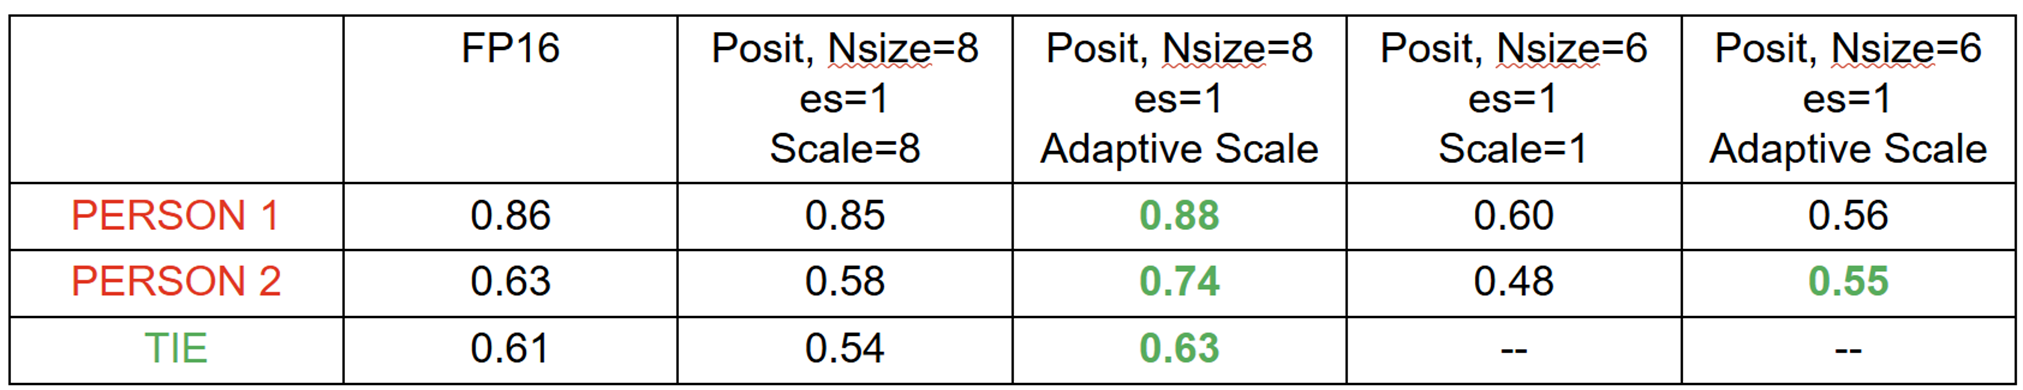 FP16 Posit, Nsize=8 Posit, Nsize=8 Posit, Nsize=6 Posit, Nsize=6
es=1 es=1 es=1 es=1
Scale=8 Adaptive Scale Scale=1 Adaptive Scale
PERSON 1 0.86 0.85 0.88 0.60 0.56
PERSON 2 0.63 0.58 0.74 0.48 0.55
TIE 0.61 0.54 0.63 -- --